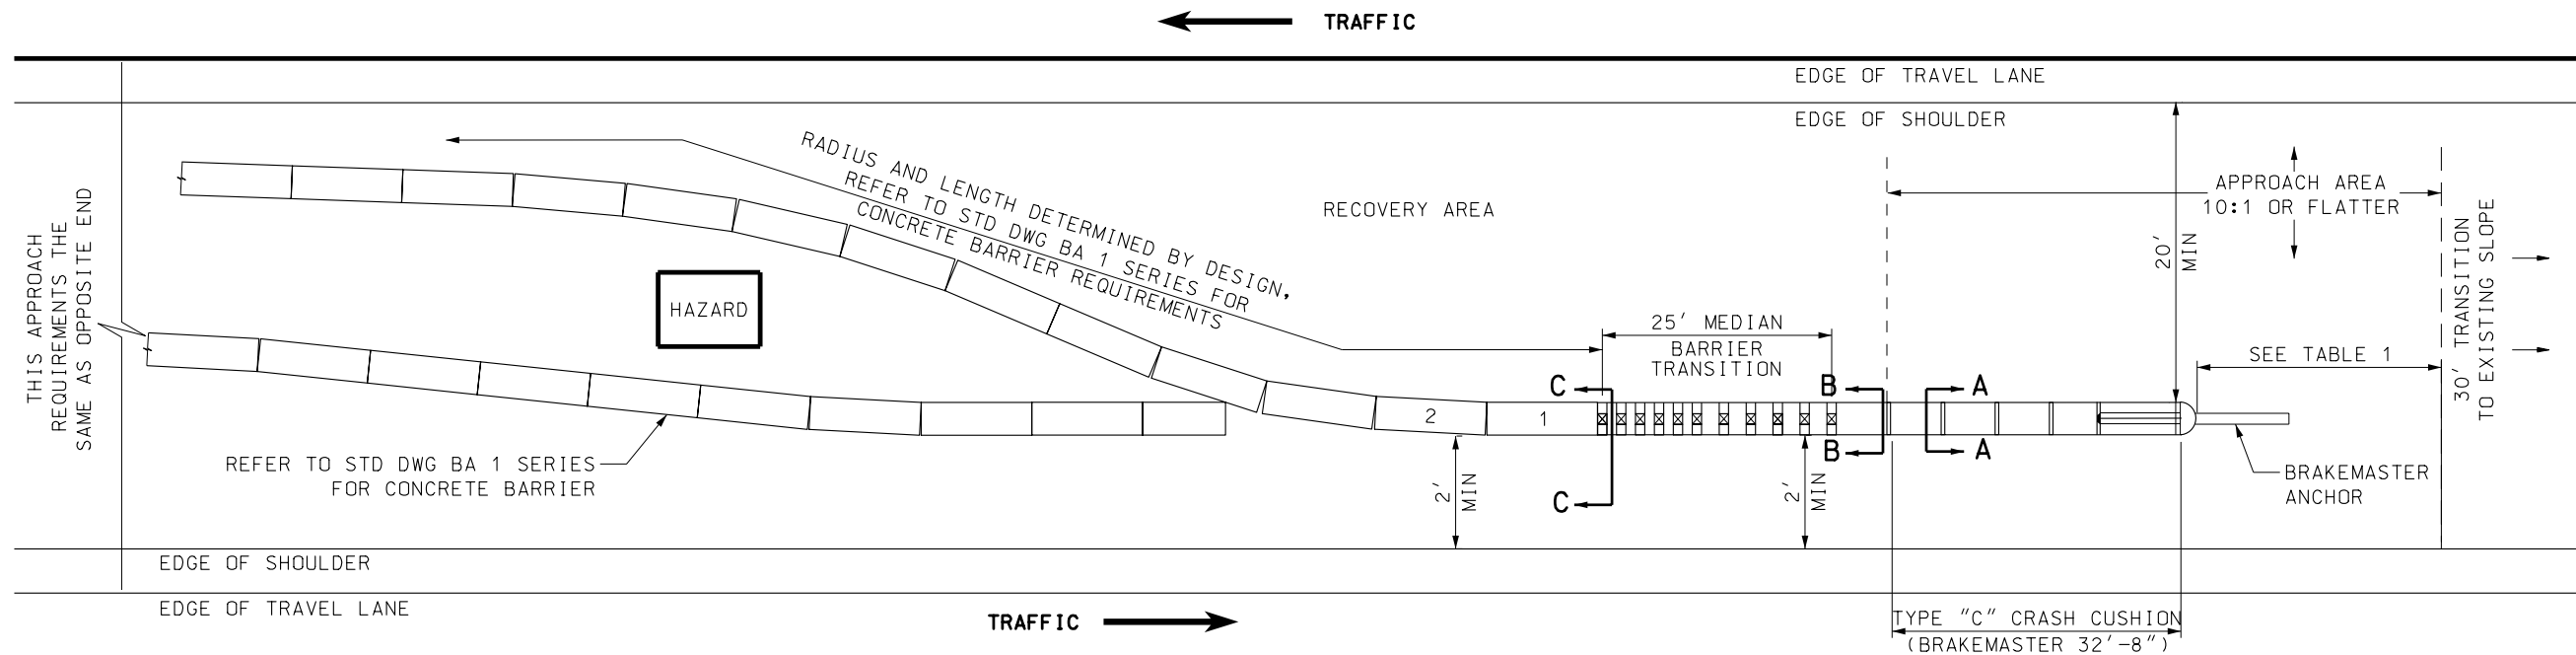 TRAFFIC
EDGE OF TRAVEL LANE
EDGE OF SHOULDER
RADIUS AND LENGTH DETERMINED BY DESIGN,
REFER TO STD DWG BA 1 SERIES FOR
CONCRETE BARRIER REQUIREMENTS
RECOVERY AREA
APPROACH AREA
10:1 OR FLATTER
20'
MIN
30' TRANSITION
TO EXISTING SLOPE
THIS APPROACH
REQUIREMENTS THE
SAME AS OPPOSITE END
HAZARD
25' MEDIAN
BARRIER
TRANSITION
SEE TABLE 1
C
B
A
2
1
B
A
C
REFER TO STD DWG BA 1 SERIES
FOR CONCRETE BARRIER
2'
MIN
2'
MIN
BRAKEMASTER
ANCHOR
EDGE OF SHOULDER
EDGE OF TRAVEL LANE
TRAFFIC
TYPE "C" CRASH CUSHION
(BRAKEMASTER 32'-8")